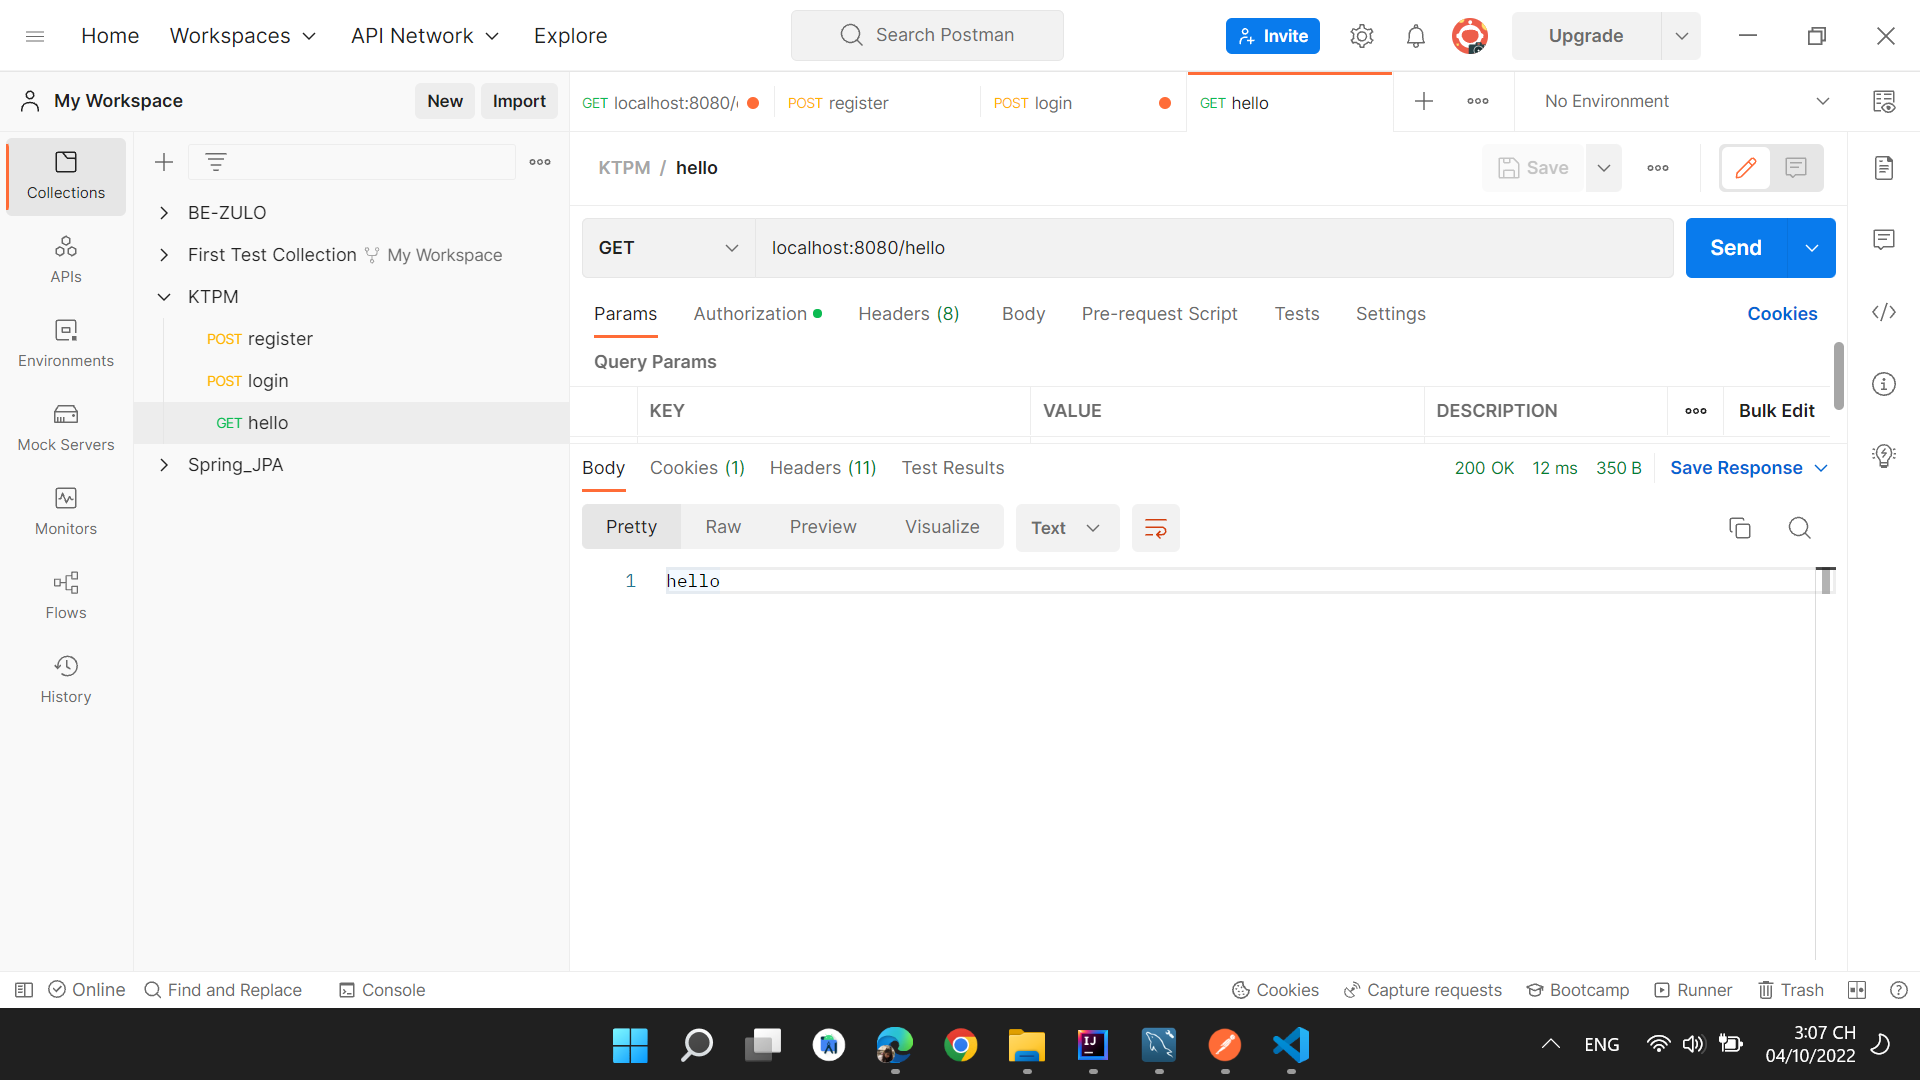 Home
Workspaces
API Network
Explore
Search Postman
Invite
Upgrade
My Workspace
New
Import
GET localhost:8080/
POST register
POST login
GET hello
No Environment
Collections
APIs
Environments
Mock Servers
Monitors
Flows
History
BE-ZULO
First Test Collection My Workspace
KTPM
POST register
POST login
GET hello
Spring_JPA
KTPM / hello
Save
GET
localhost:8080/hello
Send
Params
Authorization
Headers (8)
Body
Pre-request Script
Tests
Settings
Cookies
Query Params
KEY
VALUE
DESCRIPTION
Bulk Edit
Body
Cookies (1)
Headers (11)
Test Results
200 OK
12 ms
350 B
Save Response
Pretty
Raw
Preview
Visualize
Text
1 hello
Online
Find and Replace
Console
Cookies
Capture requests
Bootcamp
Runner
Trash
ENG
3:07 CH
04/10/2022